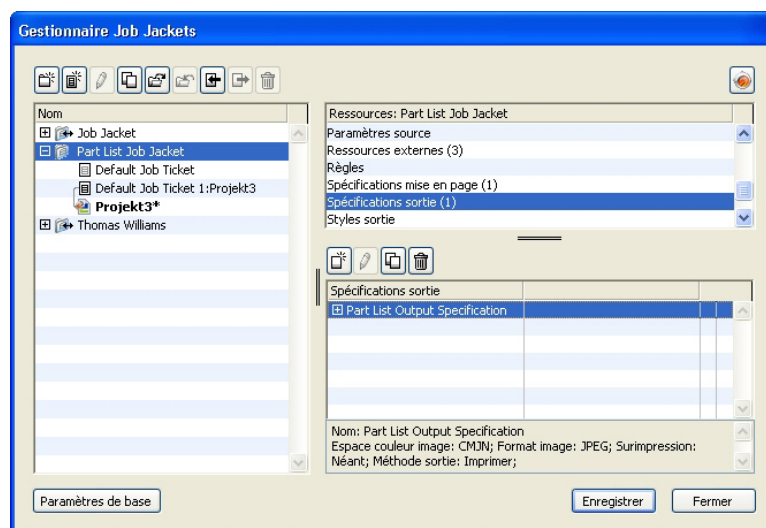 Gestionnaire Job Jackets
Nom
Job Jacket
Part List Job Jacket
Default Job Ticket
Default Job Ticket 1:Projekt3
Projekt3*
Thomas Williams
Ressources: Part List Job Jacket
Paramètres source
Ressources externes (3)
Règles
Spécifications mise en page (1)
Spécifications sortie (1)
Styles sortie
Spécifications sortie
Part List Output Specification
Nom: Part List Output Specification
Espace couleur image: CMJN; Format image: JPEG; Surimpression:
Néant; Méthode sortie: Imprimer;
Paramètres de base
Enregistrer
Fermer